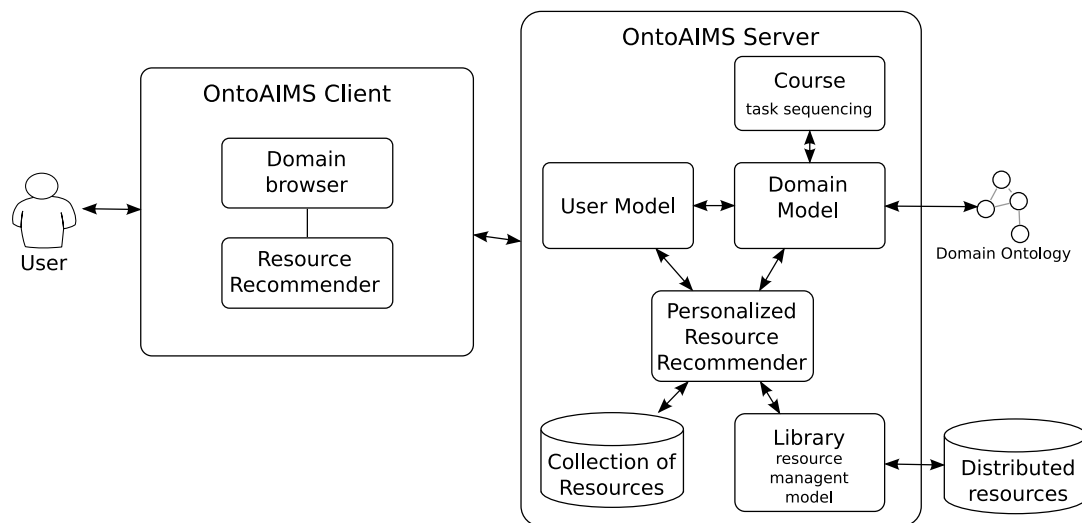 OntoAIMS Server
OntoAIMS Client
Course
task sequencing
Domain
browser
Resource
Recommender
User
User Model
Domain
Model
Domain Ontology
Personalized
Resource
Recommender
Collection of
Resources
Library
resource
managent
model
Distributed
resources